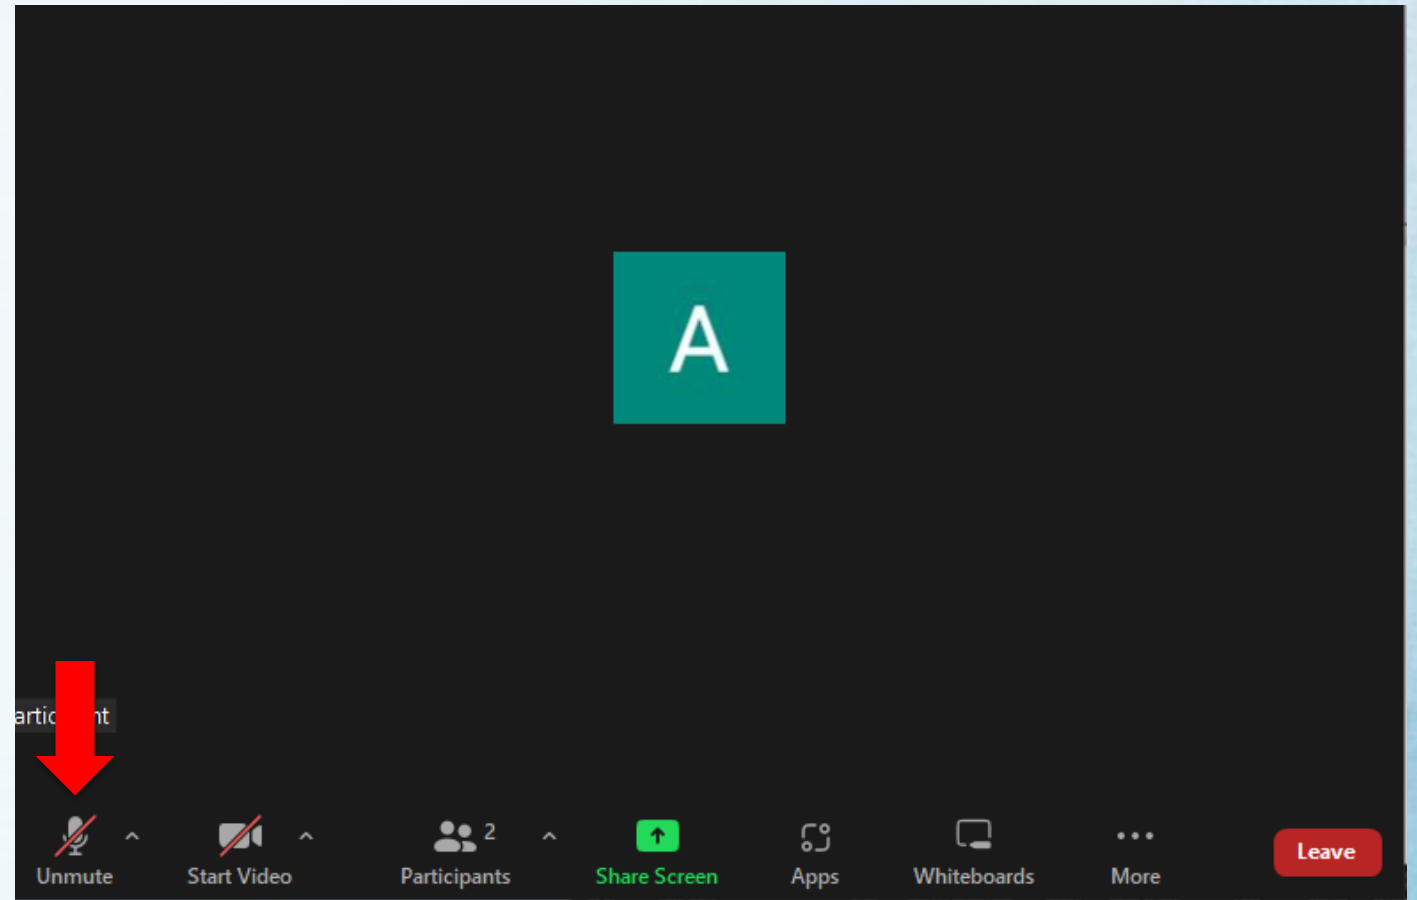 A
2
Unmute
Start Video
Participants
Share Screen
Apps
Whiteboards
More
Leave